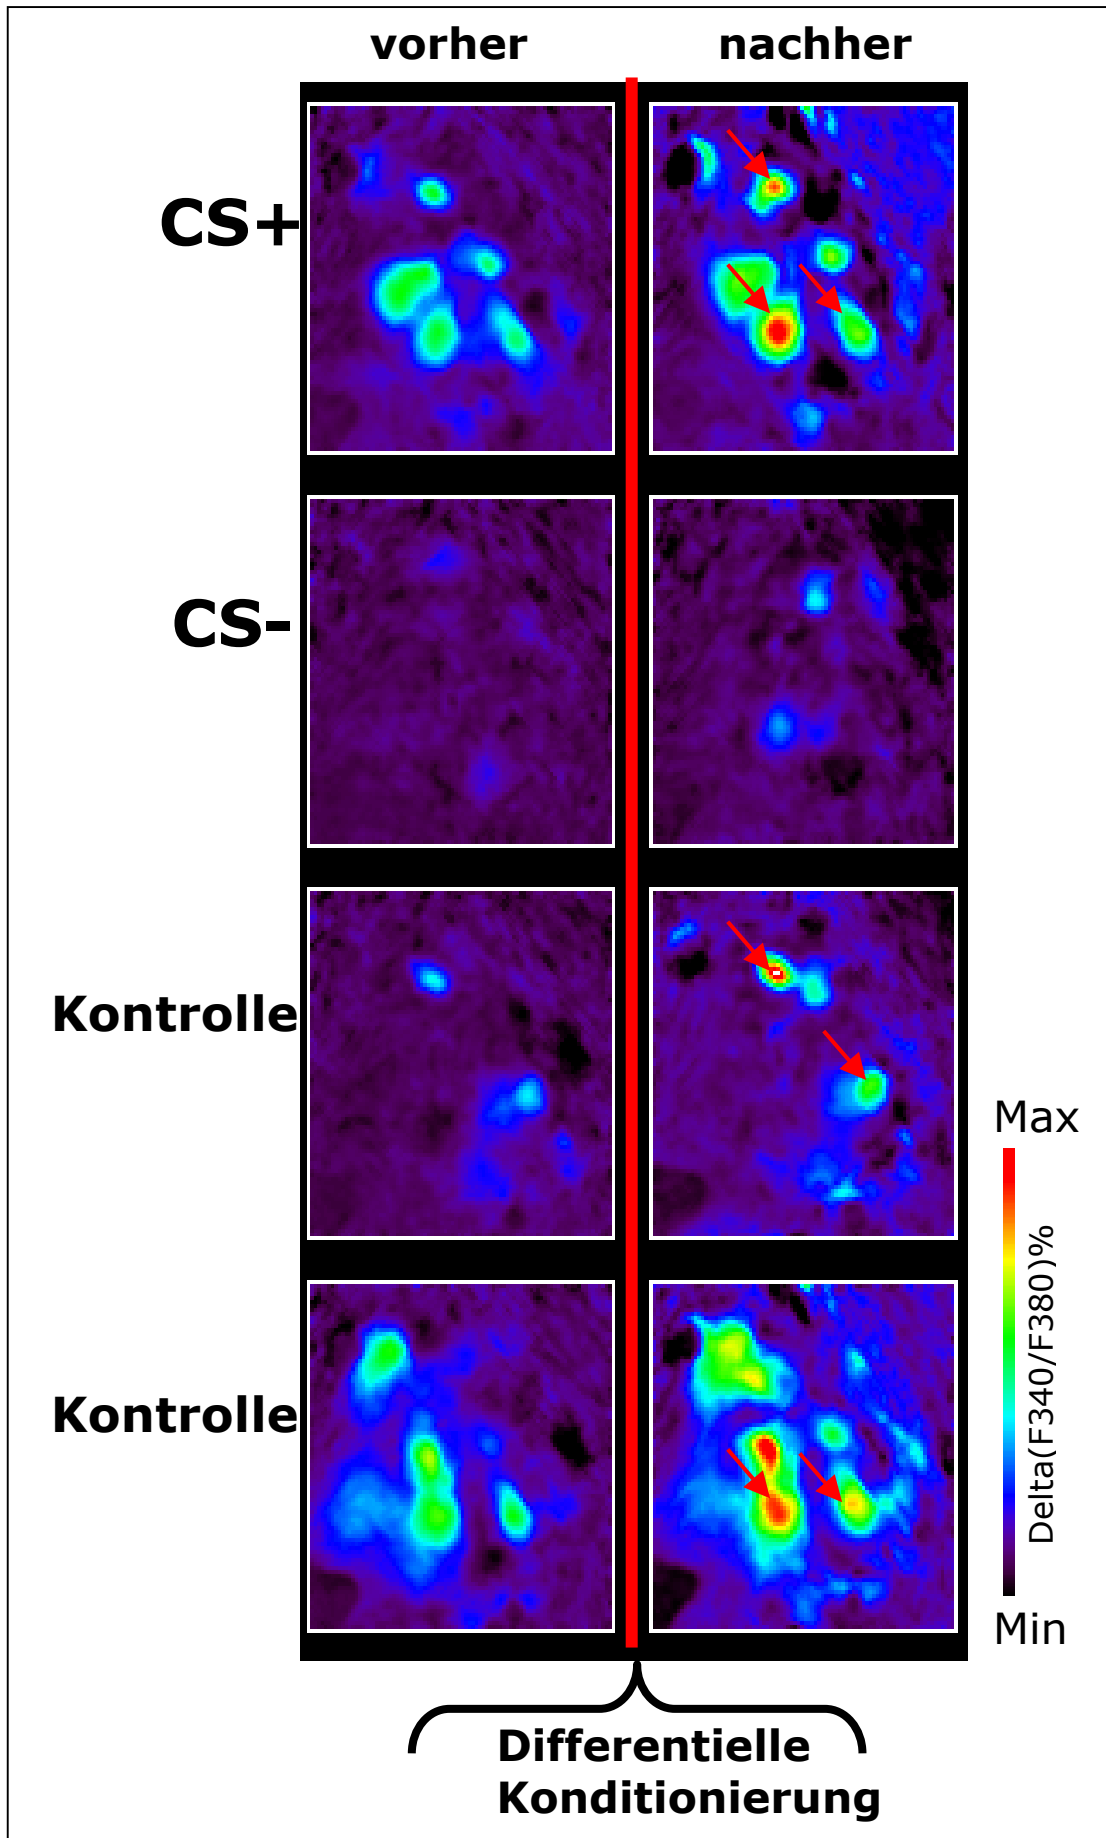 vorher nachher
CS+
CS-
Kontrolle
Kontrolle
Max
Delta(F340/F380)%
Min
Differentielle
Konditionierung